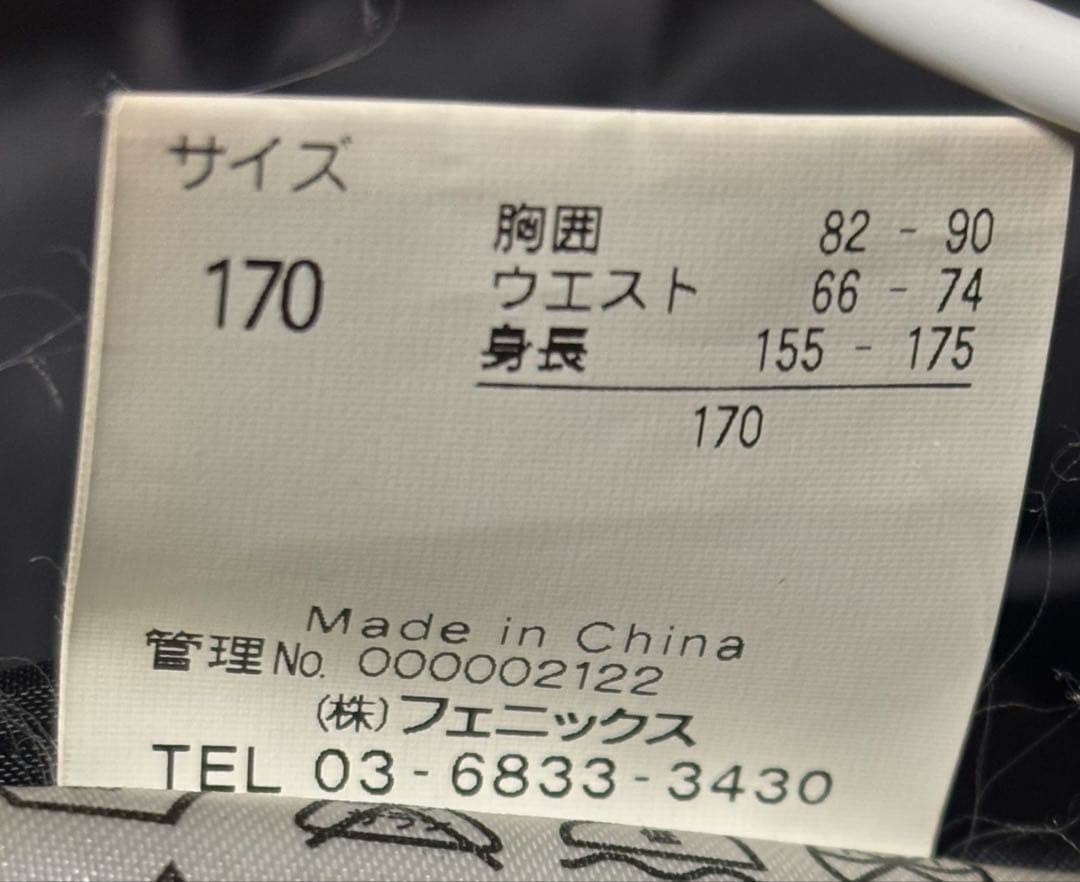 サイズ
170
胸囲 82 - 90
ウエスト 66 - 74
身長 155 - 175
170
Made in China
管理No. 000002122
(株)フェニックス
TEL 03-6833-3430